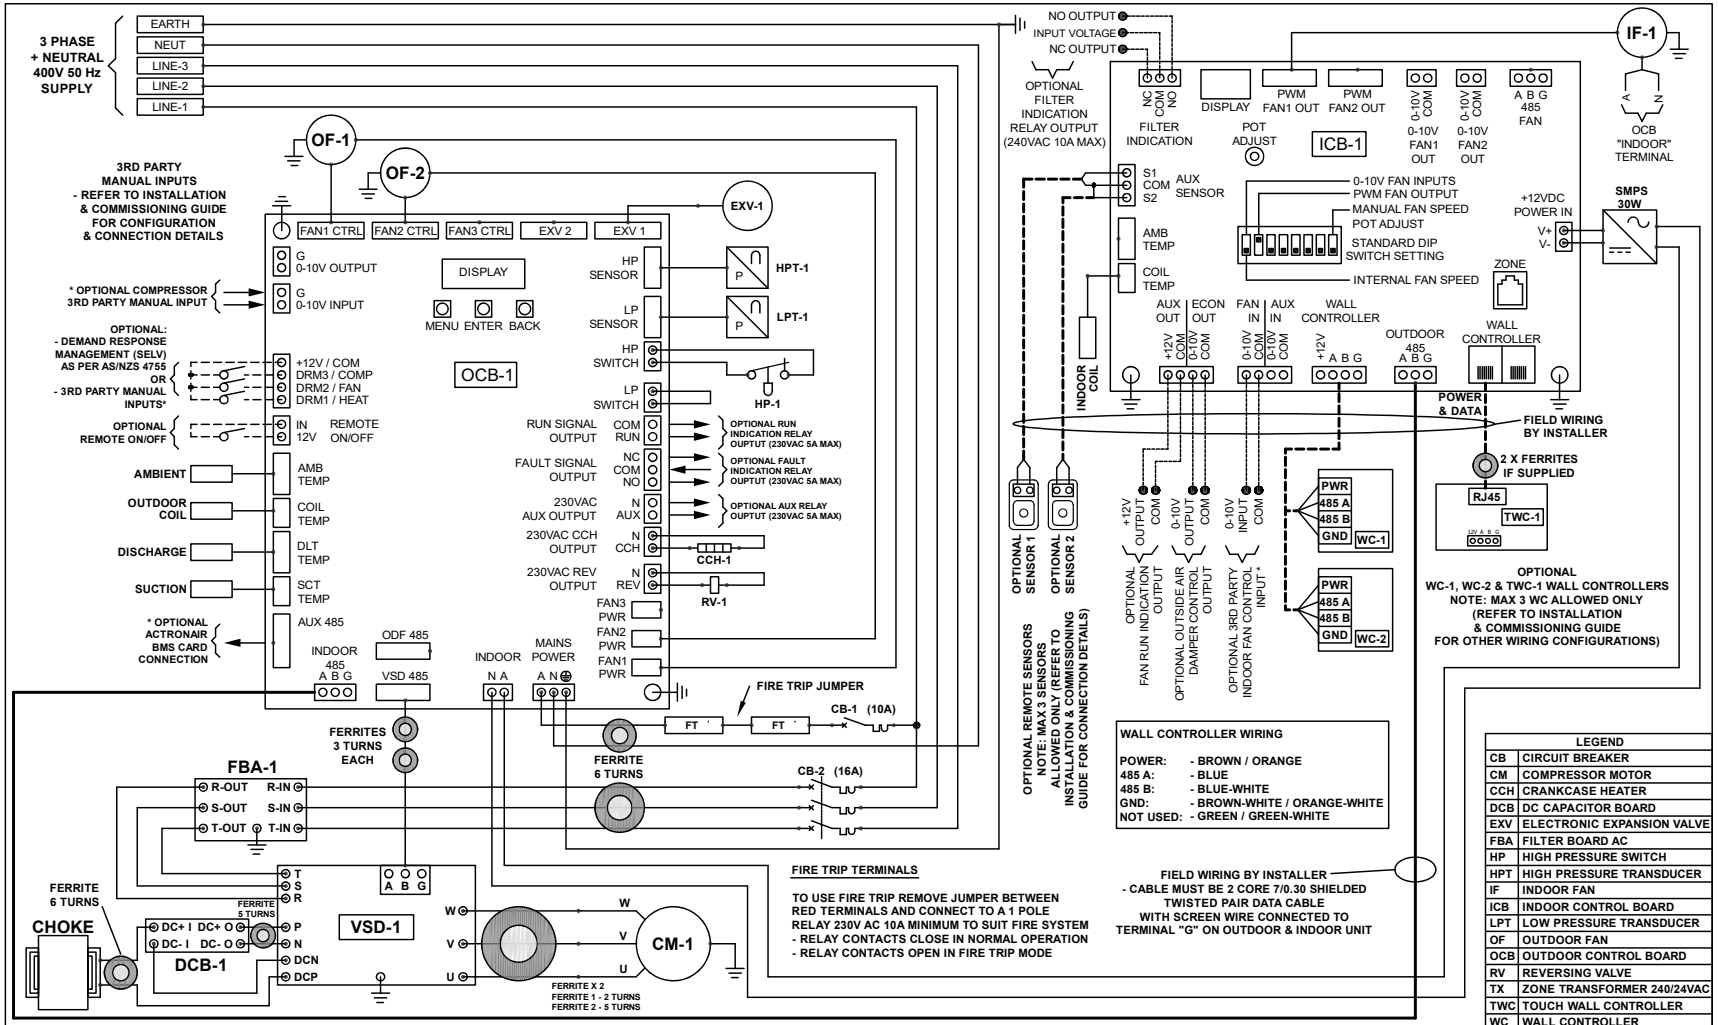 3 PHASE
+ NEUTRAL
400V 50 Hz
SUPPLY
EARTH
NEUT
LINE-3
LINE-2
LINE-1
OF-1
OF-2
EXV-1
3RD PARTY
MANUAL INPUTS
- REFER TO INSTALLATION
& COMMISSIONING GUIDE
FOR CONFIGURATION
& CONNECTION DETAILS
FAN1 CTRL
FAN2 CTRL
FAN3 CTRL
EXV 2
EXV 1
G
0-10V OUTPUT
G
0-10V INPUT
* OPTIONAL COMPRESSOR
3RD PARTY MANUAL INPUT
DISPLAY
MENU ENTER BACK
OCB-1
OPTIONAL:
- DEMAND RESPONSE
MANAGEMENT (SELV)
AS PER AS/NZS 4755
OR
- 3RD PARTY MANUAL
INPUTS*
+12V / COM
DRM3 / COMP
DRM2 / FAN
DRM1 / HEAT
OPTIONAL
REMOTE ON/OFF
IN REMOTE
12V ON/OFF
AMBIENT
AMB
TEMP
OUTDOOR
COIL
COIL
TEMP
DISCHARGE
DLT
TEMP
SUCTION
SCT
TEMP
* OPTIONAL
ACTRONAIR
BMS CARD
CONNECTION
AUX 485
INDOOR
485
A B G
ODF 485
VSD 485
INDOOR
N A
MAINS
POWER
A N
HP
SENSOR
P
HPT-1
LP
SENSOR
P
LPT-1
HP
SWITCH
HP-1
LP
SWITCH
RUN SIGNAL
OUTPUT
COM
RUN
OPTIONAL RUN
INDICATION RELAY
OUPTUT (230VAC 5A MAX)
FAULT SIGNAL
OUTPUT
NC
COM
NO
OPTIONAL FAULT
INDICATION RELAY
OUPTUT (230VAC 5A MAX)
230VAC
AUX OUTPUT
N
AUX
OPTIONAL AUX RELAY
OUPTUT (230VAC 5A MAX)
230VAC CCH
OUTPUT
N
CCH
CCH-1
230VAC REV
OUTPUT
N
REV
RV-1
FAN3
PWR
FAN2
PWR
FAN1
PWR
FIRE TRIP JUMPER
FT
FT
CB-1 (10A)
FERRITES
3 TURNS
EACH
FERRITE
6 TURNS
CB-2 (16A)
FBA-1
R-OUT R-IN
S-OUT S-IN
T-OUT T-IN
FERRITE
6 TURNS
CHOKE
FERRITE
5 TURNS
DC+ I DC+ O
DC- I DC- O
DCB-1
T
S
R
P
N
DCN
DCP
A B G
VSD-1
W
V
U
W
V
U
CM-1
FERRITE X 2
FERRITE 1 - 2 TURNS
FERRITE 2 - 5 TURNS
FIRE TRIP TERMINALS
TO USE FIRE TRIP REMOVE JUMPER BETWEEN
RED TERMINALS AND CONNECT TO A 1 POLE
RELAY 230V AC 10A MINIMUM TO SUIT FIRE SYSTEM
- RELAY CONTACTS CLOSE IN NORMAL OPERATION
- RELAY CONTACTS OPEN IN FIRE TRIP MODE
NO OUTPUT
INPUT VOLTAGE
NC OUTPUT
OPTIONAL
FILTER
INDICATION
RELAY OUTPUT
(240VAC 10A MAX)
NC
COM
NO
FILTER
INDICATION
DISPLAY
PWM
FAN1 OUT
PWM
FAN2 OUT
0-10V
COM
0-10V
FAN1
OUT
0-10V
COM
0-10V
FAN2
OUT
A B G
485
FAN
POT
ADJUST
ICB-1
IF-1
A
N
OCB
"INDOOR"
TERMINAL
S1
COM
S2
AUX
SENSOR
AMB
TEMP
COIL
TEMP
INDOOR
COIL
0-10V FAN INPUTS
PWM FAN OUTPUT
MANUAL FAN SPEED
POT ADJUST
STANDARD DIP
SWITCH SETTING
INTERNAL FAN SPEED
+12VDC
POWER IN
V+
V-
SMPS
30W
ZONE
AUX
OUT
ECON
OUT
FAN
IN
AUX
IN
+12V
COM
0-10V
COM
0-10V
COM
0-10V
COM
WALL
CONTROLLER
+12V
A B G
OUTDOOR
485
A B G
WALL
CONTROLLER
POWER
& DATA
FIELD WIRING
BY INSTALLER
2 X FERRITES
IF SUPPLIED
RJ45
TWC-1
12V A B G
PWR
485 A
485 B
GND
WC-1
PWR
485 A
485 B
GND
WC-2
OPTIONAL
WC-1, WC-2 & TWC-1 WALL CONTROLLERS
NOTE: MAX 3 WC ALLOWED ONLY
(REFER TO INSTALLATION
& COMMISSIONING GUIDE
FOR OTHER WIRING CONFIGURATIONS)
OPTIONAL
SENSOR 1
OPTIONAL
SENSOR 2
OPTIONAL REMOTE SENSORS
NOTE: MAX 3 SENSORS
ALLOWED ONLY (REFER TO
INSTALLATION & COMMISSIONING
GUIDE FOR CONNECTION DETAILS)
+12V
OUTPUT
COM
0-10V
OUTPUT
COM
0-10V
INPUT
COM
OPTIONAL
FAN RUN INDICATION
OUTPUT
OPTIONAL OUTSIDE AIR
DAMPER CONTROL
OUTPUT
OPTIONAL 3RD PARTY
INDOOR FAN CONTROL
INPUT *
WALL CONTROLLER WIRING
POWER: - BROWN / ORANGE
485 A: - BLUE
485 B: - BLUE-WHITE
GND: - BROWN-WHITE / ORANGE-WHITE
NOT USED: - GREEN / GREEN-WHITE
FIELD WIRING BY INSTALLER
- CABLE MUST BE 2 CORE 7/0.30 SHIELDED
TWISTED PAIR DATA CABLE
WITH SCREEN WIRE CONNECTED TO
TERMINAL "G" ON OUTDOOR & INDOOR UNIT
LEGEND
CB CIRCUIT BREAKER
CM COMPRESSOR MOTOR
CCH CRANKCASE HEATER
DCB DC CAPACITOR BOARD
EXV ELECTRONIC EXPANSION VALVE
FBA FILTER BOARD AC
HP HIGH PRESSURE SWITCH
HPT HIGH PRESSURE TRANSDUCER
IF INDOOR FAN
ICB INDOOR CONTROL BOARD
LPT LOW PRESSURE TRANSDUCER
OF OUTDOOR FAN
OCB OUTDOOR CONTROL BOARD
RV REVERSING VALVE
TX ZONE TRANSFORMER 240/24VAC
TWC TOUCH WALL CONTROLLER
WC WALL CONTROLLER